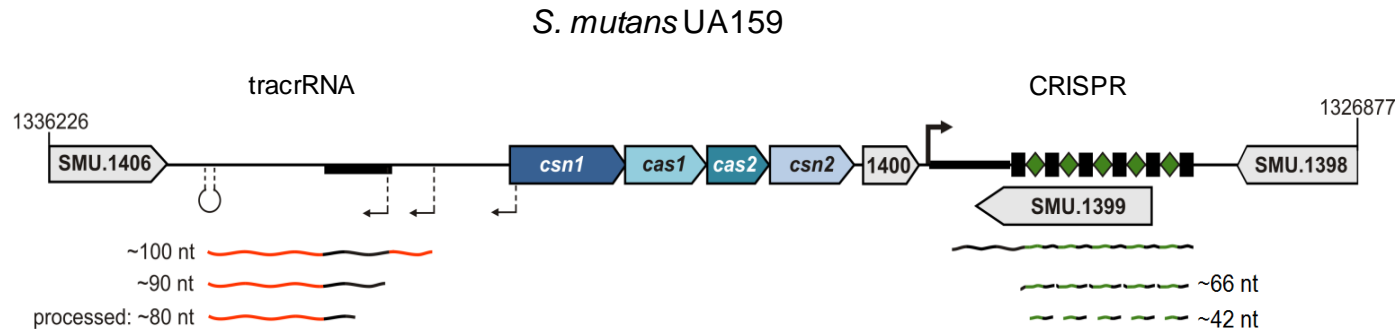 S. mutans UA159
tracrRNA
CRISPR
1336226
1326877
SMU.1406
csn1
cas1
cas2
csn2
1400
SMU.1398
SMU.1399
~100 nt
~90 nt
~66 nt
processed: ~80 nt
~42 nt